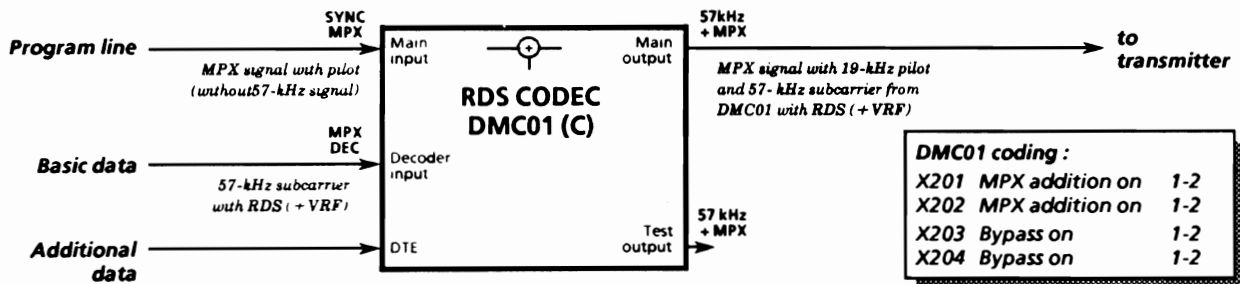 Program line
SYNC
MPX
MPX signal with pilot
(without57-kHz signal)
Main
input
Main
output
RDS CODEC
DMC01 (C)
57kHz
+ MPX
to
transmitter
MPX signal with 19-kHz pilot
and 57- kHz subcarrier from
DMC01 with RDS (+VRF)
Basic data
MPX
DEC
57-kHz subcarrier
with RDS (+VRF)
Decoder
input
Additional
data
DTE
Test
output
57 kHz
+ MPX
DMC01 coding :
X201 MPX addition on 1-2
X202 MPX addition on 1-2
X203 Bypass on 1-2
X204 Bypass on 1-2